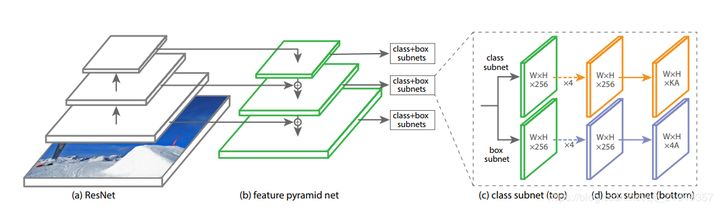 class+box
subnets
class+box
subnets
class+box
subnets
class
subnet
box
subnet
W×H
×256
×4
W×H
×256
W×H
×KA
W×H
×256
×4
W×H
×256
W×H
×4A
(a) ResNet
(b) feature pyramid net
(c) class subnet (top)
(d) box subnet (bottom)